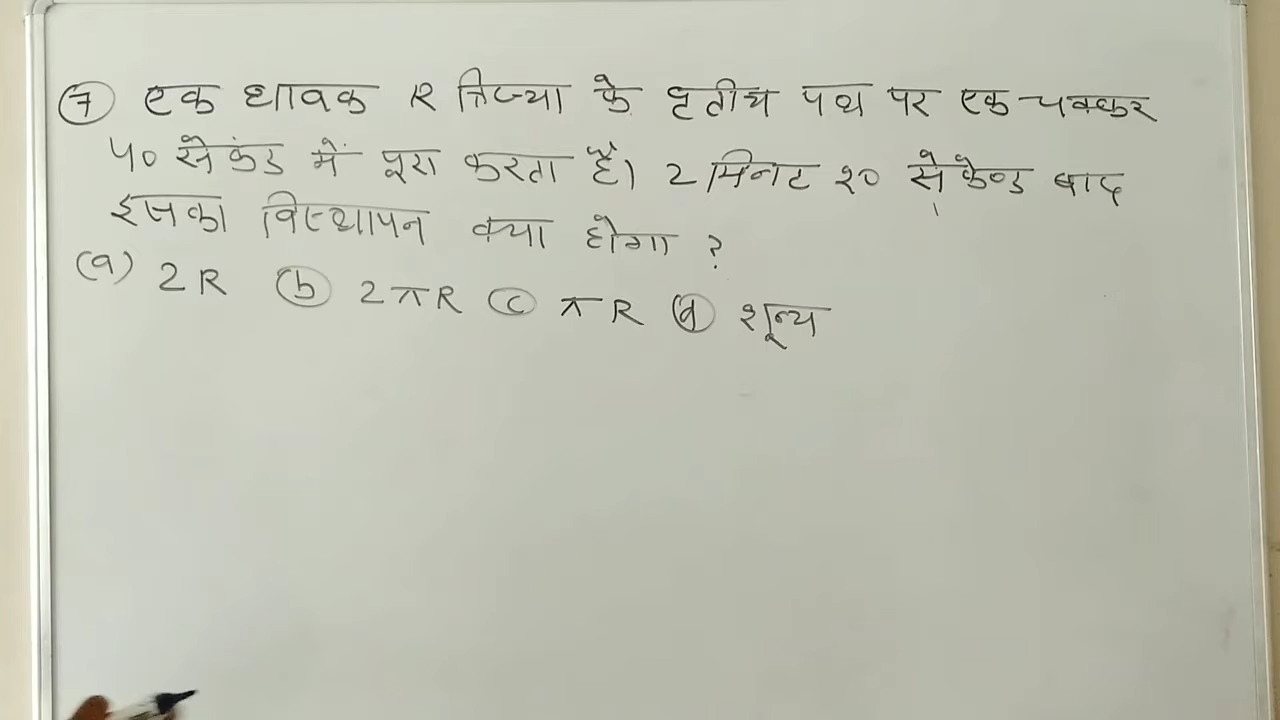 (7) एक धावक R त्रिज्या के वृतीय पथ पर एक चक्कर
40 सेकंड में पूरा करता है। 2 मिनट 20 सेकेन्ड बाद
इसका विस्थापन क्या होगा ?
(a) 2R (b) 2πR (c) πR (d) शून्य